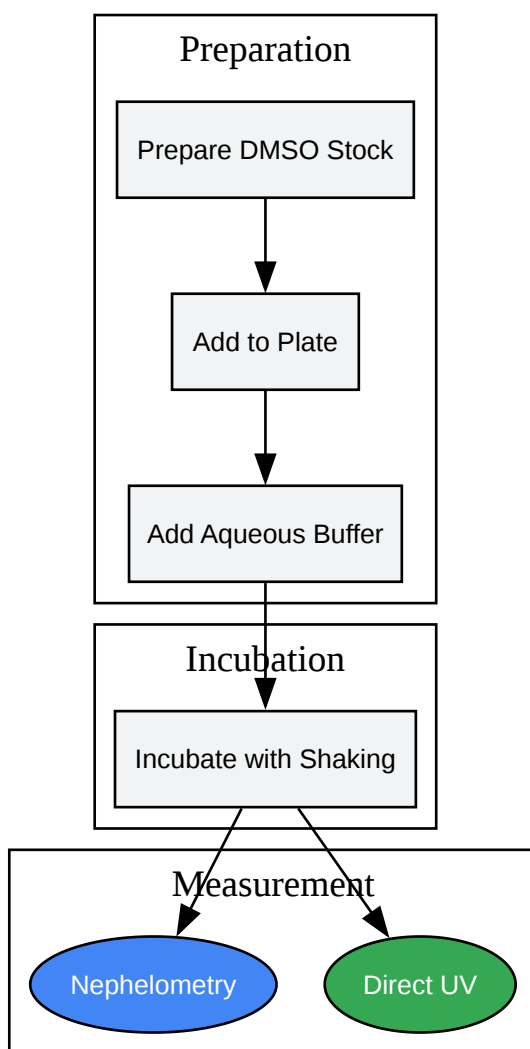 Preparation
Prepare DMSO Stock
Add to Plate
Add Aqueous Buffer
Incubation
Incubate with Shaking
Measurement
Nephelometry
Direct UV